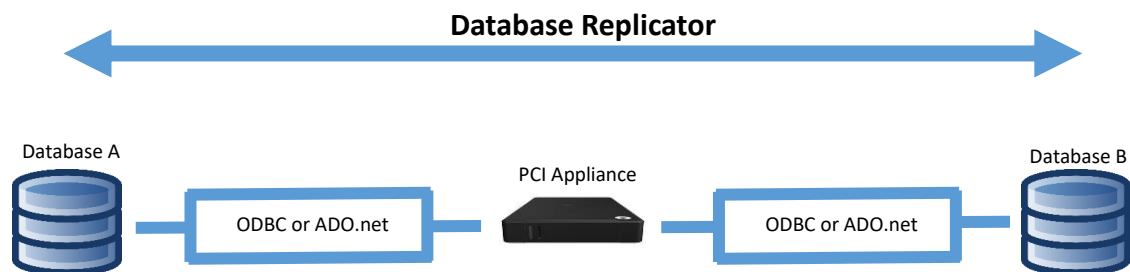 Database Replicator
Database A
PCI Appliance
Database B
ODBC or ADO.net
ODBC or ADO.net